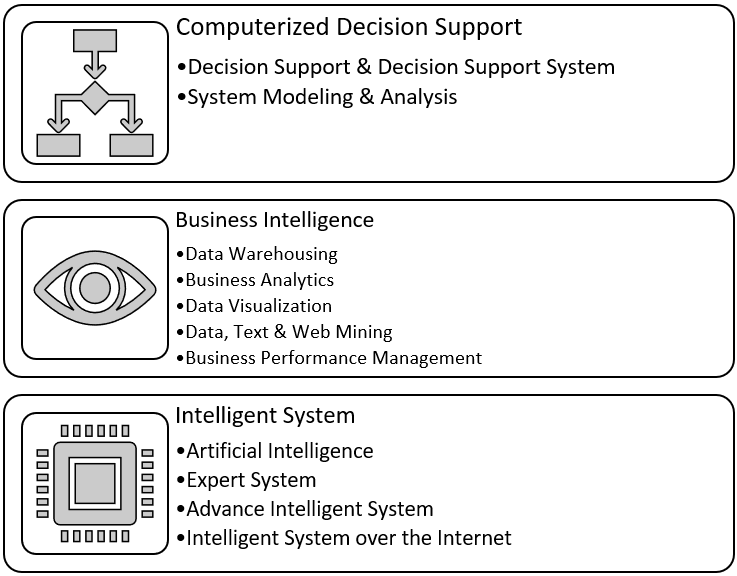 Computerized Decision Support
•Decision Support & Decision Support System
•System Modeling & Analysis
Business Intelligence
•Data Warehousing
•Business Analytics
•Data Visualization
•Data, Text & Web Mining
•Business Performance Management
Intelligent System
•Artificial Intelligence
•Expert System
•Advance Intelligent System
•Intelligent System over the Internet